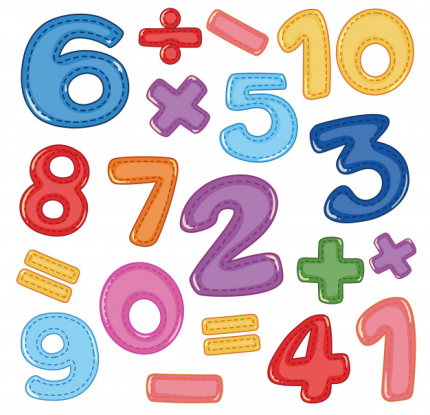 6 ÷ - 10
× 5
3
8 7 2
= + ×
0
9 = 4 1
-